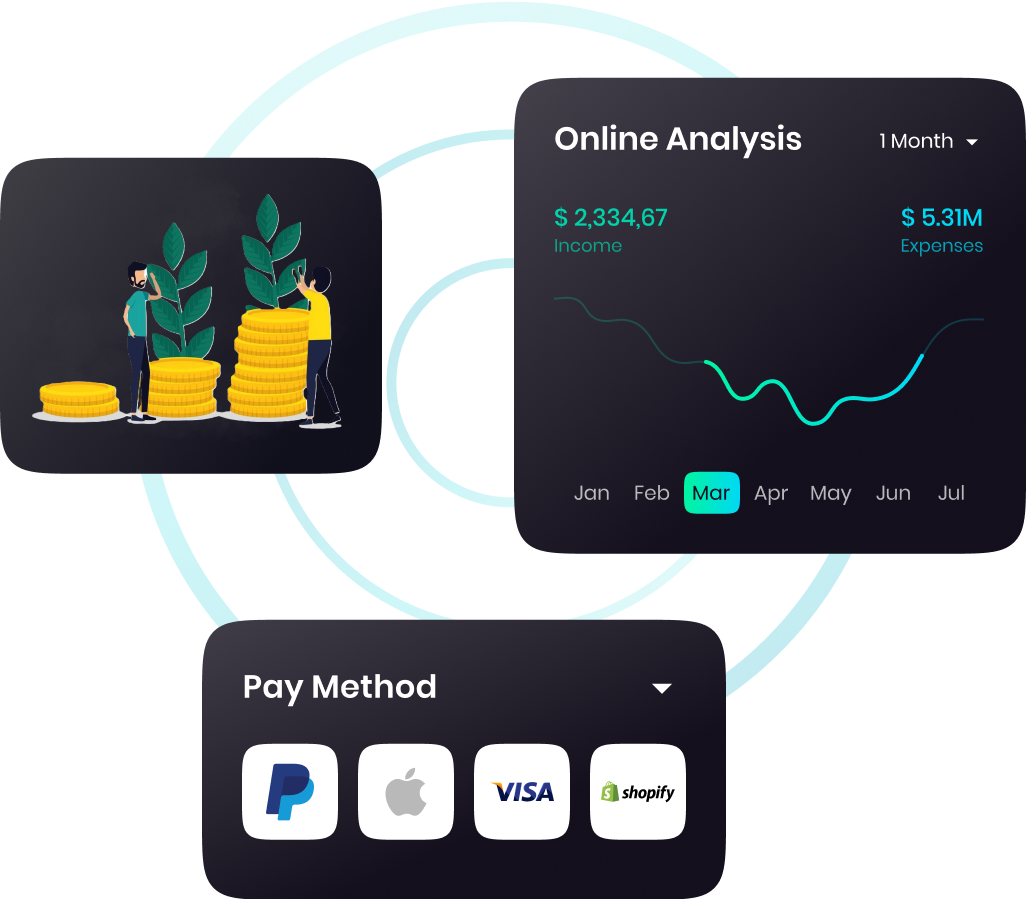 Online Analysis
1 Month
$ 2,334,67
$ 5.31M
Income
Expenses
Jan Feb Mar Apr May Jun Jul
Pay Method
VISA
shopify